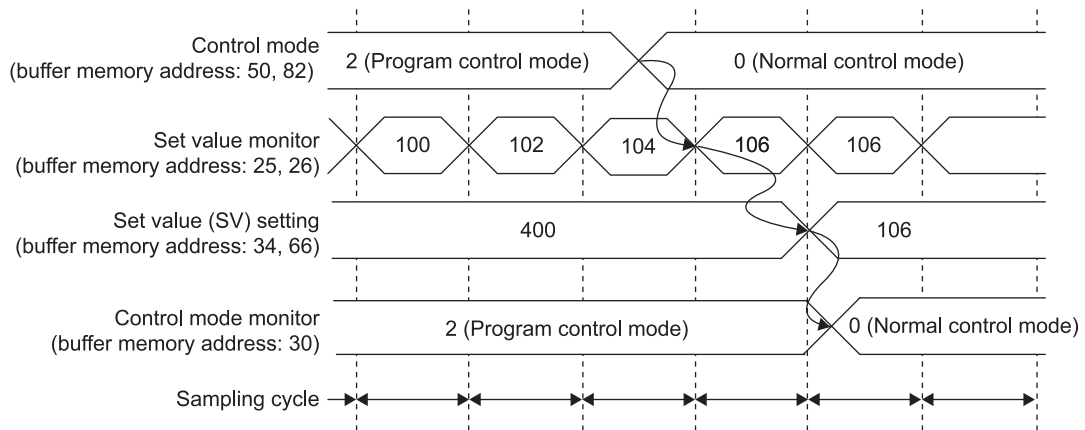 Control mode
(buffer memory address: 50, 82)
2 (Program control mode)
0 (Normal control mode)
Set value monitor
(buffer memory address: 25, 26)
100
102
104
106
106
Set value (SV) setting
(buffer memory address: 34, 66)
400
106
Control mode monitor
(buffer memory address: 30)
2 (Program control mode)
0 (Normal control mode)
Sampling cycle